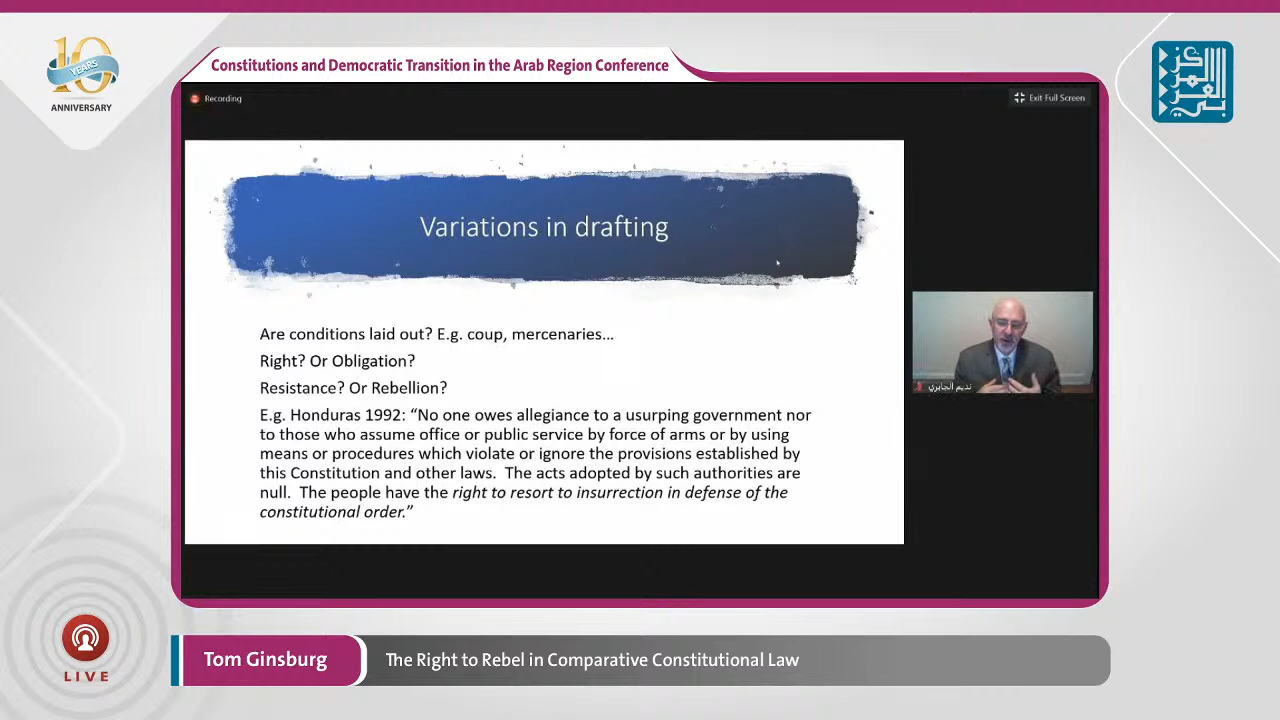 10
YEARS
ANNIVERSARY
Constitutions and Democratic Transition in the Arab Region Conference
المركز
العربي
Recording
Exit Full Screen
Variations in drafting
Are conditions laid out? E.g. coup, mercenaries...
Right? Or Obligation?
Resistance? Or Rebellion?
E.g. Honduras 1992: “No one owes allegiance to a usurping government nor
to those who assume office or public service by force of arms or by using
means or procedures which violate or ignore the provisions established by
this Constitution and other laws. The acts adopted by such authorities are
null. The people have the right to resort to insurrection in defense of the
constitutional order.”
نديم الجابري
LIVE
Tom Ginsburg
The Right to Rebel in Comparative Constitutional Law